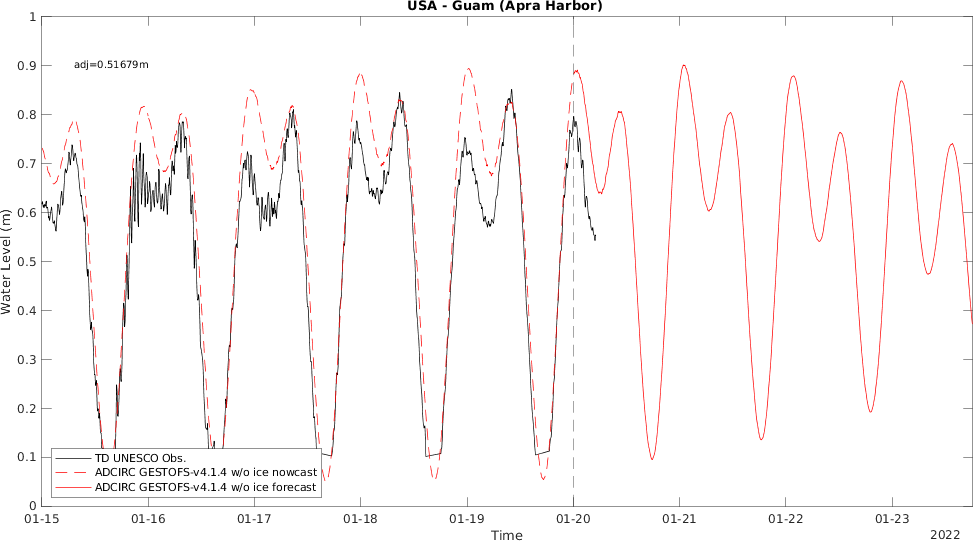 USA - Guam (Apra Harbor)
1
adj=0.51679m
0.9
0.8
0.7
0.6
0.5
0.4
0.3
0.2
0.1
0
Water Level (m)
TD UNESCO Obs.
ADCIRC GESTOFS-v4.1.4 w/o ice nowcast
ADCIRC GESTOFS-v4.1.4 w/o ice forecast
01-15 01-16 01-17 01-18 01-19 01-20 01-21 01-22 01-23
Time
2022